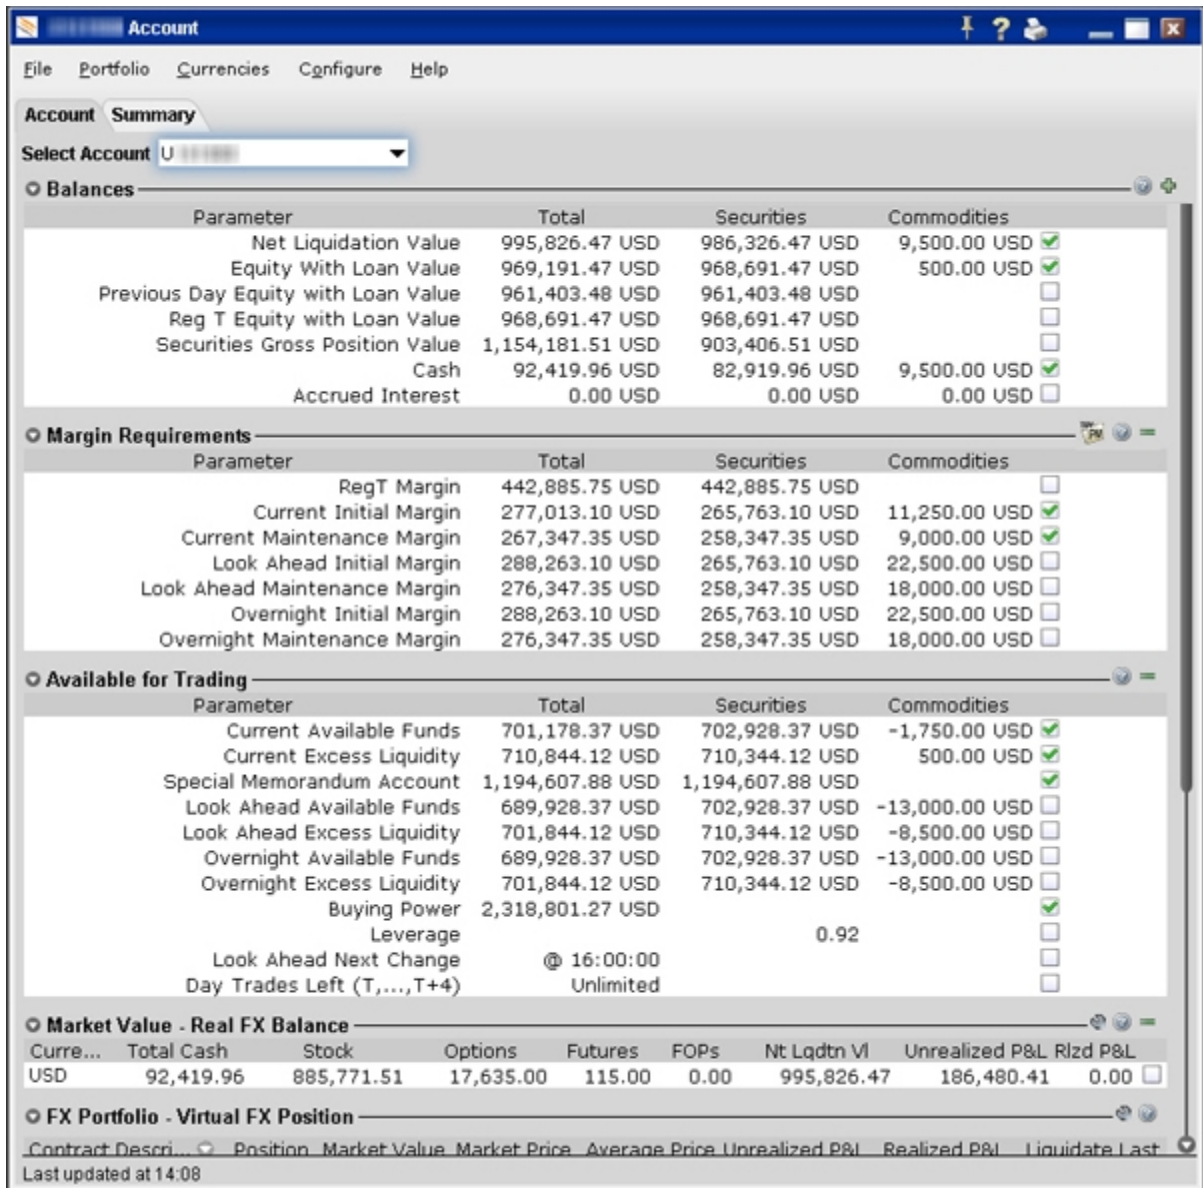 Account
File Portfolio Currencies Configure Help
Account Summary
Select Account U
Balances
Parameter Total Securities Commodities
Net Liquidation Value 995,826.47 USD 986,326.47 USD 9,500.00 USD
Equity With Loan Value 969,191.47 USD 968,691.47 USD 500.00 USD
Previous Day Equity with Loan Value 961,403.48 USD 961,403.48 USD
Reg T Equity with Loan Value 968,691.47 USD 968,691.47 USD
Securities Gross Position Value 1,154,181.51 USD 903,406.51 USD
Cash 92,419.96 USD 82,919.96 USD 9,500.00 USD
Accrued Interest 0.00 USD 0.00 USD 0.00 USD
Margin Requirements
Parameter Total Securities Commodities
RegT Margin 442,885.75 USD 442,885.75 USD
Current Initial Margin 277,013.10 USD 265,763.10 USD 11,250.00 USD
Current Maintenance Margin 267,347.35 USD 258,347.35 USD 9,000.00 USD
Look Ahead Initial Margin 288,263.10 USD 265,763.10 USD 22,500.00 USD
Look Ahead Maintenance Margin 276,347.35 USD 258,347.35 USD 18,000.00 USD
Overnight Initial Margin 288,263.10 USD 265,763.10 USD 22,500.00 USD
Overnight Maintenance Margin 276,347.35 USD 258,347.35 USD 18,000.00 USD
Available for Trading
Parameter Total Securities Commodities
Current Available Funds 701,178.37 USD 702,928.37 USD -1,750.00 USD
Current Excess Liquidity 710,844.12 USD 710,344.12 USD 500.00 USD
Special Memorandum Account 1,194,607.88 USD 1,194,607.88 USD
Look Ahead Available Funds 689,928.37 USD 702,928.37 USD -13,000.00 USD
Look Ahead Excess Liquidity 701,844.12 USD 710,344.12 USD -8,500.00 USD
Overnight Available Funds 689,928.37 USD 702,928.37 USD -13,000.00 USD
Overnight Excess Liquidity 701,844.12 USD 710,344.12 USD -8,500.00 USD
Buying Power 2,318,801.27 USD
Leverage 0.92
Look Ahead Next Change @ 16:00:00
Day Trades Left (T,...,T+4) Unlimited
Market Value - Real FX Balance
Curre... Total Cash Stock Options Futures FOPs Nt Lqdtn Vl Unrealized P&L Rlzd P&L
USD 92,419.96 885,771.51 17,635.00 115.00 0.00 995,826.47 186,480.41 0.00
FX Portfolio - Virtual FX Position
Contract Descri... Position Market Value Market Price Average Price Unrealized P&L Realized P&L Liquidate Last
Last updated at 14:08